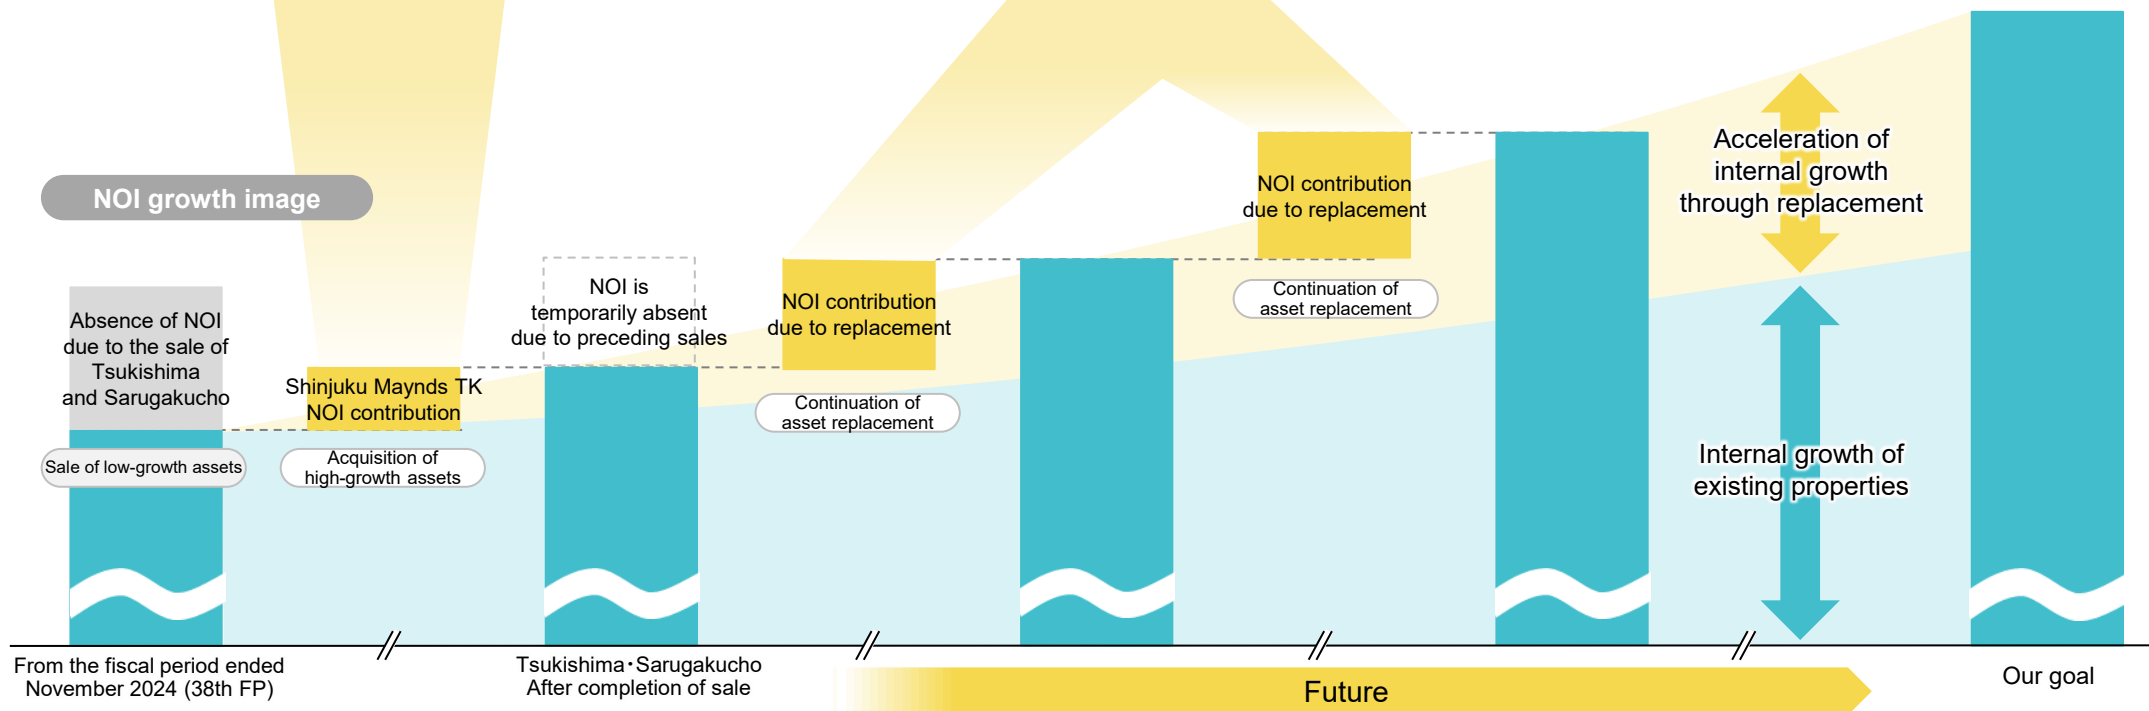 NOI growth image
Absence of NOI
due to the sale of
Tsukishima
and Sarugakucho
Sale of low-growth assets
Shinjuku Maynds TK
NOI contribution
Acquisition of
high-growth assets
NOI is
temporarily absent
due to preceding sales
NOI contribution
due to replacement
Continuation of
asset replacement
NOI contribution
due to replacement
Continuation of
asset replacement
Acceleration of
internal growth
through replacement
Internal growth of
existing properties
From the fiscal period ended
November 2024 (38th FP)
Tsukishima・Sarugakucho
After completion of sale
Future
Our goal